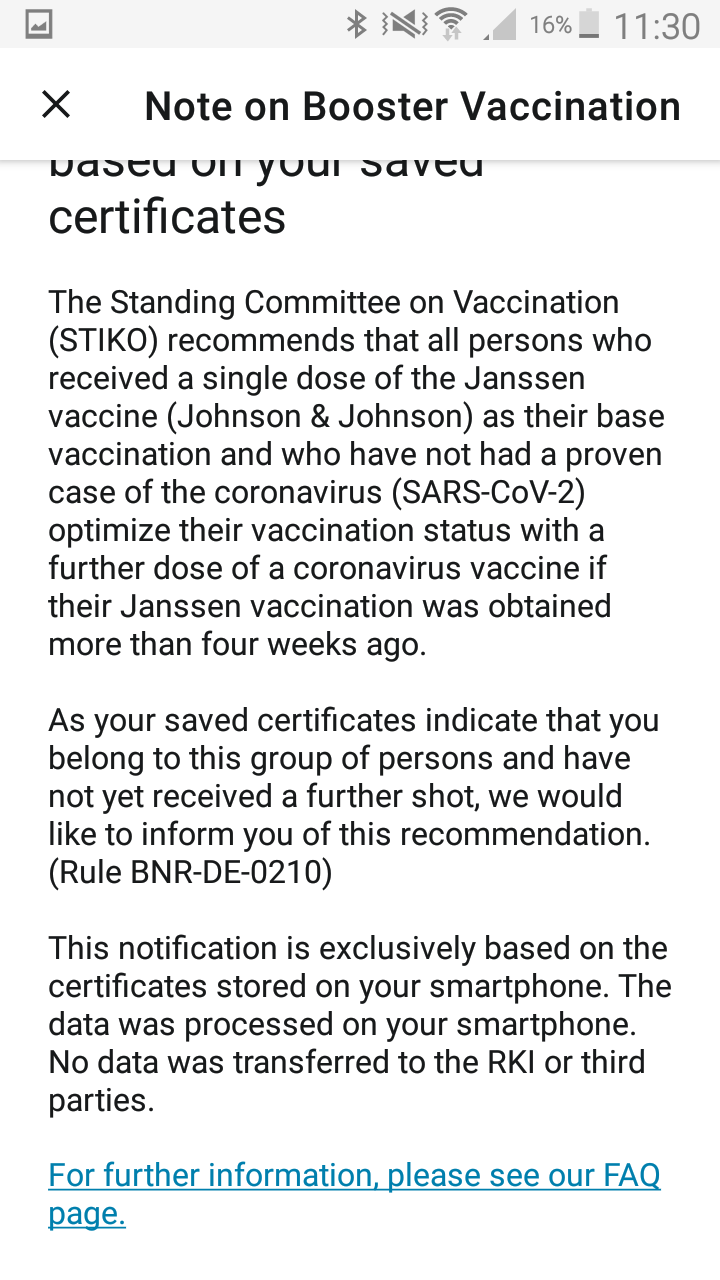 16% 11:30
Note on Booster Vaccination
based on your saved
certificates
The Standing Committee on Vaccination
(STIKO) recommends that all persons who
received a single dose of the Janssen
vaccine (Johnson & Johnson) as their base
vaccination and who have not had a proven
case of the coronavirus (SARS-CoV-2)
optimize their vaccination status with a
further dose of a coronavirus vaccine if
their Janssen vaccination was obtained
more than four weeks ago.
As your saved certificates indicate that you
belong to this group of persons and have
not yet received a further shot, we would
like to inform you of this recommendation.
(Rule BNR-DE-0210)
This notification is exclusively based on the
certificates stored on your smartphone. The
data was processed on your smartphone.
No data was transferred to the RKI or third
parties.
For further information, please see our FAQ
page.